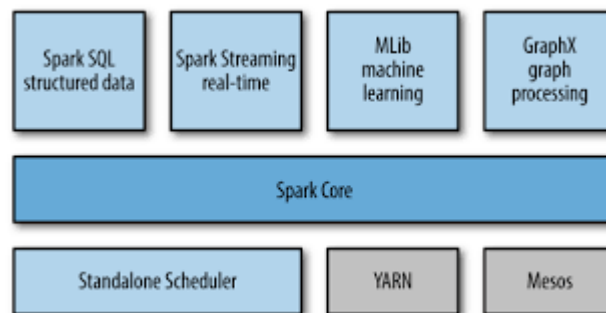 Spark SQL
structured data
Spark Streaming
real-time
MLib
machine
learning
GraphX
graph
processing
Spark Core
Standalone Scheduler
YARN
Mesos